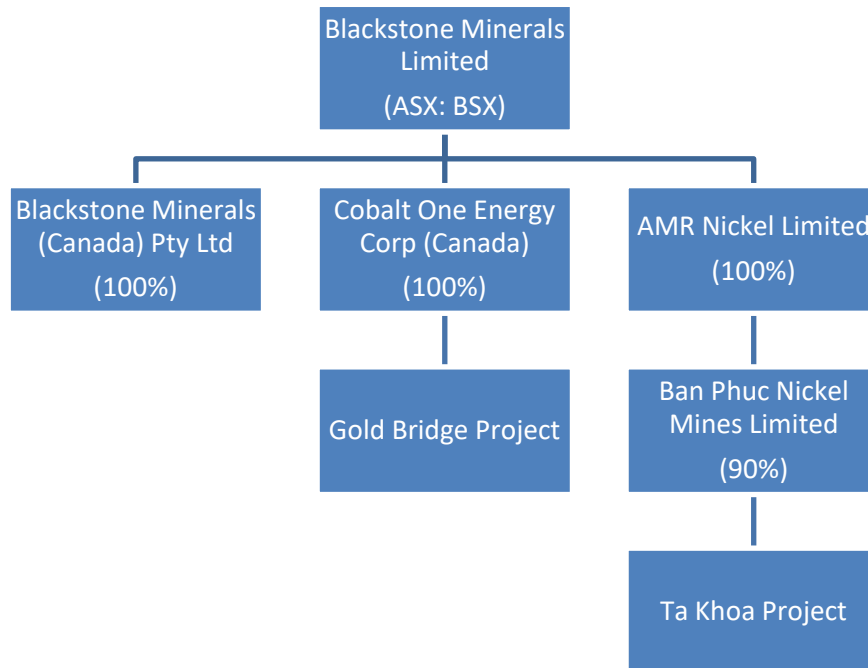 Blackstone Minerals
Limited
(ASX: BSX)
Blackstone Minerals
(Canada) Pty Ltd
(100%)
Cobalt One Energy
Corp (Canada)
(100%)
AMR Nickel Limited
(100%)
Gold Bridge Project
Ban Phuc Nickel
Mines Limited
(90%)
Ta Khoa Project